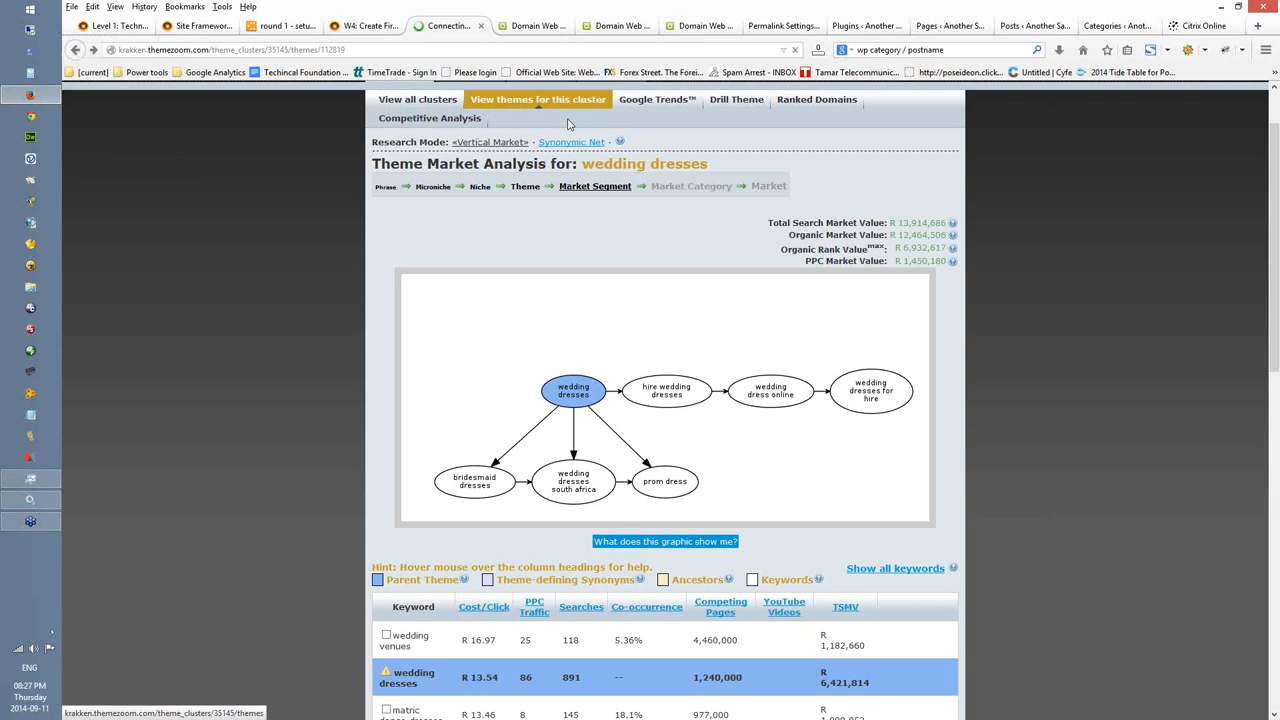 File Edit View History Bookmarks Tools Help
Level 1: Techn... Site Framewor... round 1 - setu... W4: Create Fir... Connectin... Domain Web ... Domain Web ... Domain Web ... Permalink Settings... Plugins ‹ Another ... Pages ‹ Another S... Posts ‹ Another Sa... Categories ‹ Anot... Citrix Online
krakken.themezoom.com/theme_clusters/35145/themes/112819
wp category / postname
[current] Power tools Google Analytics Techincal Foundation ... TimeTrade - Sign In Please login Official Web Site: Web... Forex Street. The Forei... Spam Arrest - INBOX Tamar Telecommunic... http://poseidon.click... Untitled | Cyfe 2014 Tide Table for Po...
View all clusters View themes for this cluster Google Trends™ Drill Theme Ranked Domains
Competitive Analysis
Research Mode: «Vertical Market» · Synonymic Net ·
Theme Market Analysis for: wedding dresses
Phrase Microniche Niche Theme Market Segment Market Category Market
Total Search Market Value: R 13,914,686
Organic Market Value: R 12,464,506
Organic Rank Value max: R 6,932,617
PPC Market Value: R 1,450,180
wedding dresses
hire wedding dresses
wedding dress online
wedding dresses for hire
bridesmaid dresses
wedding dresses south africa
prom dress
What does this graphic show me?
Hint: Hover mouse over the column headings for help.
Show all keywords
Parent Theme Theme-defining Synonyms Ancestors Keywords
Keyword Cost/Click PPC Traffic Searches Co-occurrence Competing Pages YouTube Videos TSMV
wedding venues R 16.97 25 118 5.36% 4,460,000 R 1,182,660
wedding dresses R 13.54 86 891 -- 1,240,000 R 6,421,814
matric R 13.46 8 145 18.1% 977,000 R
krakken.themezoom.com/theme_clusters/35145/themes
ENG
08:27 PM
Thursday
2014-09-11